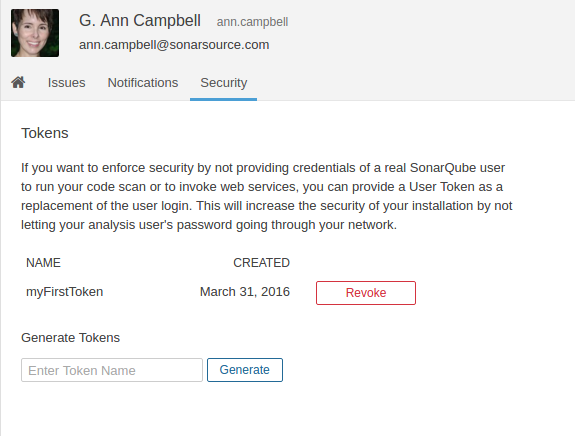 G. Ann Campbell ann.campbell
ann.campbell@sonarsource.com
Issues Notifications Security
Tokens
If you want to enforce security by not providing credentials of a real SonarQube user
to run your code scan or to invoke web services, you can provide a User Token as a
replacement of the user login. This will increase the security of your installation by not
letting your analysis user's password going through your network.
NAME CREATED
myFirstToken March 31, 2016 Revoke
Generate Tokens
Enter Token Name Generate